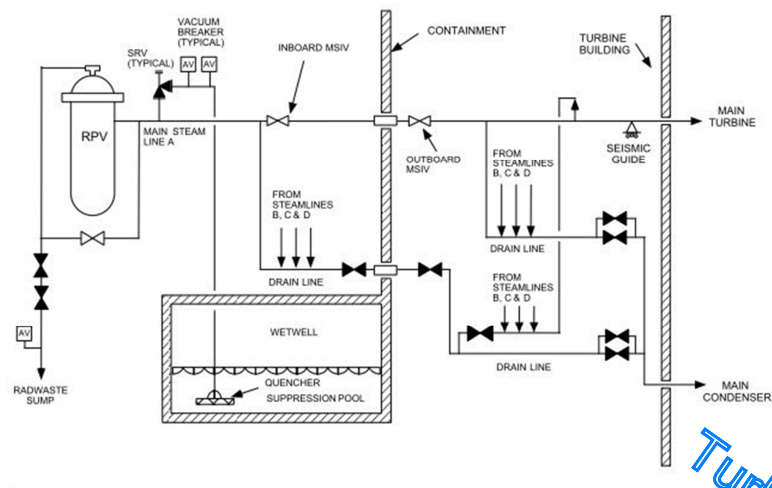 VACUUM
BREAKER
(TYPICAL)
SRV
(TYPICAL)
AV
AV
INBOARD MSIV
CONTAINMENT
TURBINE
BUILDING
RPV
MAIN STEAM
LINE A
OUTBOARD
MSIV
MAIN
TURBINE
SEISMIC
GUIDE
FROM
STEAMLINES
B, C & D
FROM
STEAMLINES
B, C & D
DRAIN LINE
DRAIN LINE
FROM
STEAMLINES
B, C & D
DRAIN LINE
AV
RADWASTE
SUMP
WETWELL
QUENCHER
SUPPRESSION POOL
MAIN
CONDENSER